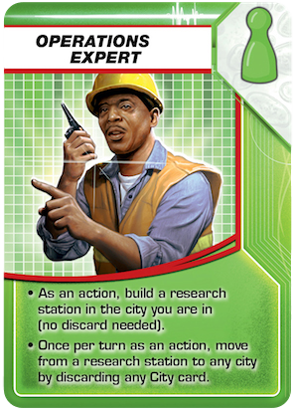 OPERATIONS
EXPERT
• As an action, build a research
station in the city you are in
(no discard needed).
• Once per turn as an action, move
from a research station to any city
by discarding any City card.